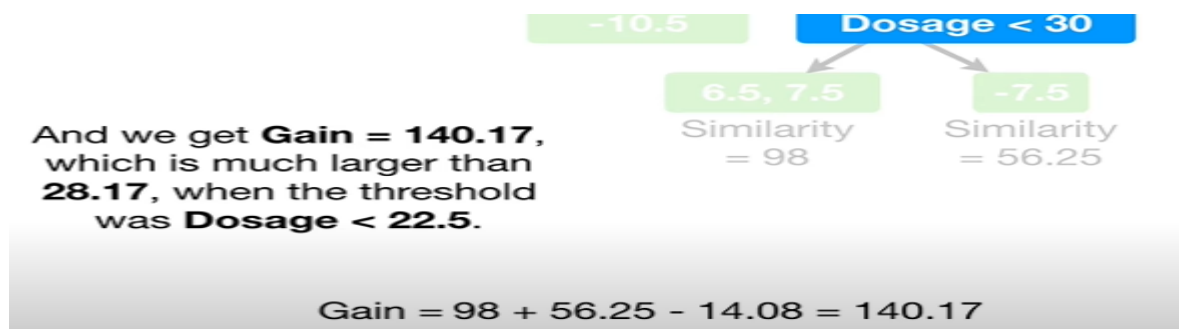 -10.5
Dosage < 30
6.5, 7.5
-7.5
Similarity
= 98
Similarity
= 56.25
And we get Gain = 140.17,
which is much larger than
28.17, when the threshold
was Dosage < 22.5.
Gain = 98 + 56.25 - 14.08 = 140.17